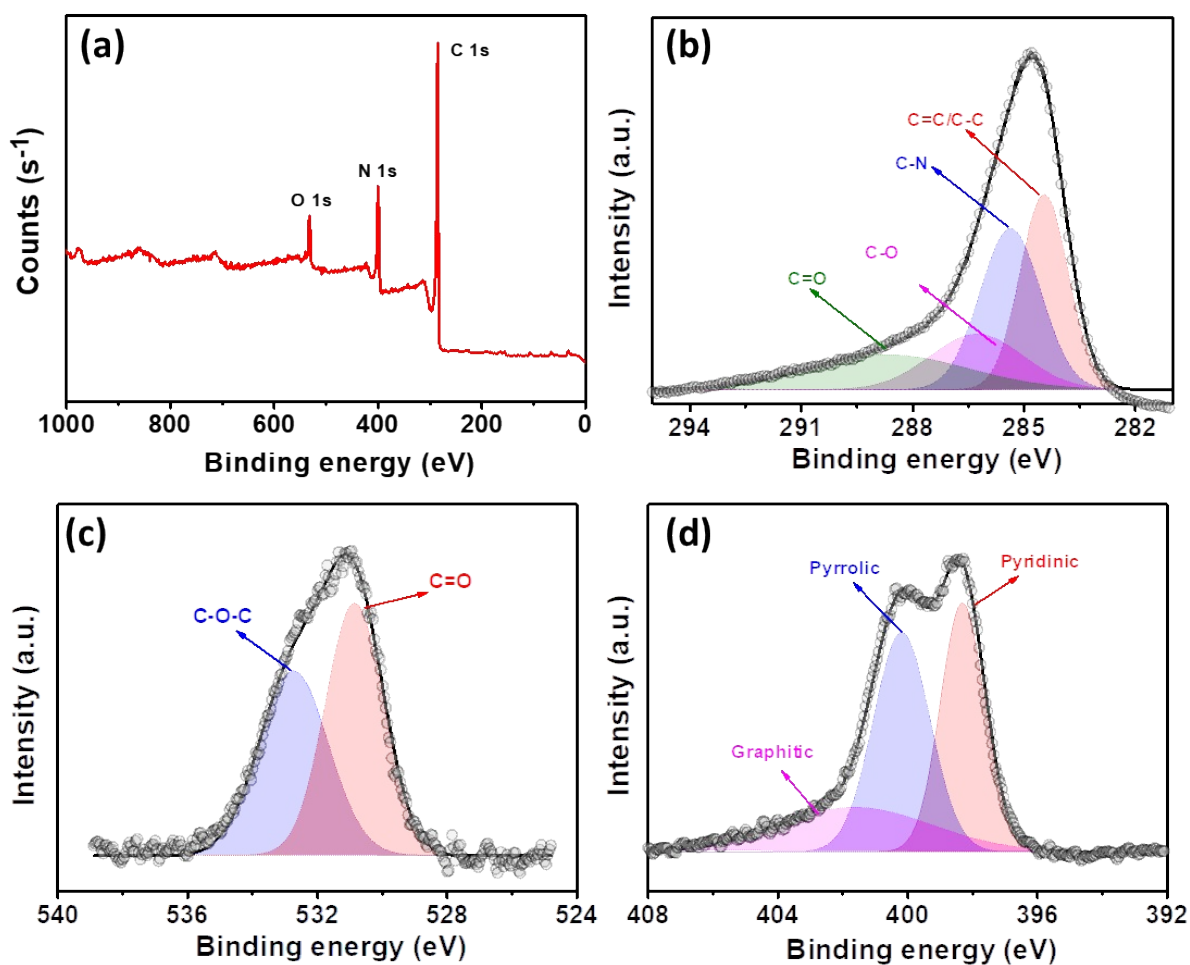 (a)
C 1s
N 1s
O 1s
Counts (s-1)
1000 800 600 400 200 0
Binding energy (eV)
(b)
C=C/C-C
C-N
C-O
C=O
Intensity (a.u.)
294 291 288 285 282
Binding energy (eV)
(c)
C=O
C-O-C
Intensity (a.u.)
540 536 532 528 524
Binding energy (eV)
(d)
Pyrrolic
Pyridinic
Graphitic
Intensity (a.u.)
408 404 400 396 392
Binding energy (eV)